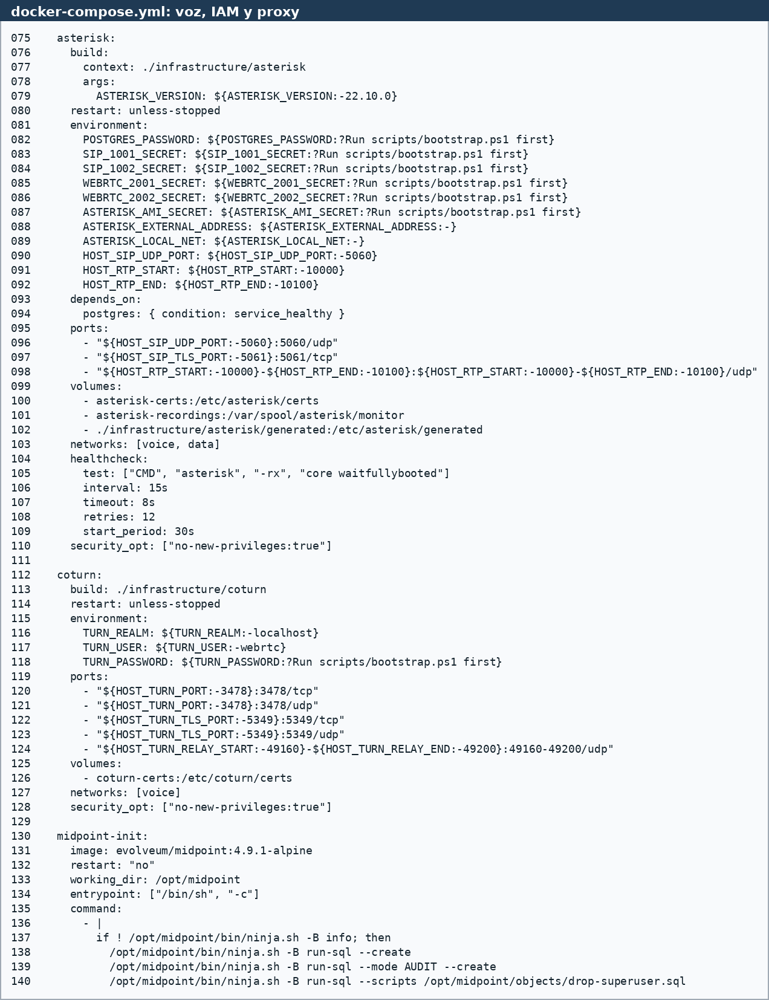 docker-compose.yml: voz, IAM y proxy
075    asterisk:
076      build:
077        context: ./infrastructure/asterisk
078        args:
079          ASTERISK_VERSION: ${ASTERISK_VERSION:-22.10.0}
080      restart: unless-stopped
081      environment:
082        POSTGRES_PASSWORD: ${POSTGRES_PASSWORD:?Run scripts/bootstrap.ps1 first}
083        SIP_1001_SECRET: ${SIP_1001_SECRET:?Run scripts/bootstrap.ps1 first}
084        SIP_1002_SECRET: ${SIP_1002_SECRET:?Run scripts/bootstrap.ps1 first}
085        WEBRTC_2001_SECRET: ${WEBRTC_2001_SECRET:?Run scripts/bootstrap.ps1 first}
086        WEBRTC_2002_SECRET: ${WEBRTC_2002_SECRET:?Run scripts/bootstrap.ps1 first}
087        ASTERISK_AMI_SECRET: ${ASTERISK_AMI_SECRET:?Run scripts/bootstrap.ps1 first}
088        ASTERISK_EXTERNAL_ADDRESS: ${ASTERISK_EXTERNAL_ADDRESS:-}
089        ASTERISK_LOCAL_NET: ${ASTERISK_LOCAL_NET:-}
090        HOST_SIP_UDP_PORT: ${HOST_SIP_UDP_PORT:-5060}
091        HOST_RTP_START: ${HOST_RTP_START:-10000}
092        HOST_RTP_END: ${HOST_RTP_END:-10100}
093      depends_on:
094        postgres: { condition: service_healthy }
095      ports:
096        - "${HOST_SIP_UDP_PORT:-5060}:5060/udp"
097        - "${HOST_SIP_TLS_PORT:-5061}:5061/tcp"
098        - "${HOST_RTP_START:-10000}-${HOST_RTP_END:-10100}:${HOST_RTP_START:-10000}-${HOST_RTP_END:-10100}/udp"
099      volumes:
100        - asterisk-certs:/etc/asterisk/certs
101        - asterisk-recordings:/var/spool/asterisk/monitor
102        - ./infrastructure/asterisk/generated:/etc/asterisk/generated
103      networks: [voice, data]
104      healthcheck:
105        test: ["CMD", "asterisk", "-rx", "core waitfullybooted"]
106        interval: 15s
107        timeout: 8s
108        retries: 12
109        start_period: 30s
110      security_opt: ["no-new-privileges:true"]
111
112    coturn:
113      build: ./infrastructure/coturn
114      restart: unless-stopped
115      environment:
116        TURN_REALM: ${TURN_REALM:-localhost}
117        TURN_USER: ${TURN_USER:-webrtc}
118        TURN_PASSWORD: ${TURN_PASSWORD:?Run scripts/bootstrap.ps1 first}
119      ports:
120        - "${HOST_TURN_PORT:-3478}:3478/tcp"
121        - "${HOST_TURN_PORT:-3478}:3478/udp"
122        - "${HOST_TURN_TLS_PORT:-5349}:5349/tcp"
123        - "${HOST_TURN_TLS_PORT:-5349}:5349/udp"
124        - "${HOST_TURN_RELAY_START:-49160}-${HOST_TURN_RELAY_END:-49200}:49160-49200/udp"
125      volumes:
126        - coturn-certs:/etc/coturn/certs
127      networks: [voice]
128      security_opt: ["no-new-privileges:true"]
129
130    midpoint-init:
131      image: evolveum/midpoint:4.9.1-alpine
132      restart: "no"
133      working_dir: /opt/midpoint
134      entrypoint: ["/bin/sh", "-c"]
135      command:
136        - |
137          if ! /opt/midpoint/bin/ninja.sh -B info; then
138            /opt/midpoint/bin/ninja.sh -B run-sql --create
139            /opt/midpoint/bin/ninja.sh -B run-sql --mode AUDIT --create
140            /opt/midpoint/bin/ninja.sh -B run-sql --scripts /opt/midpoint/objects/drop-superuser.sql